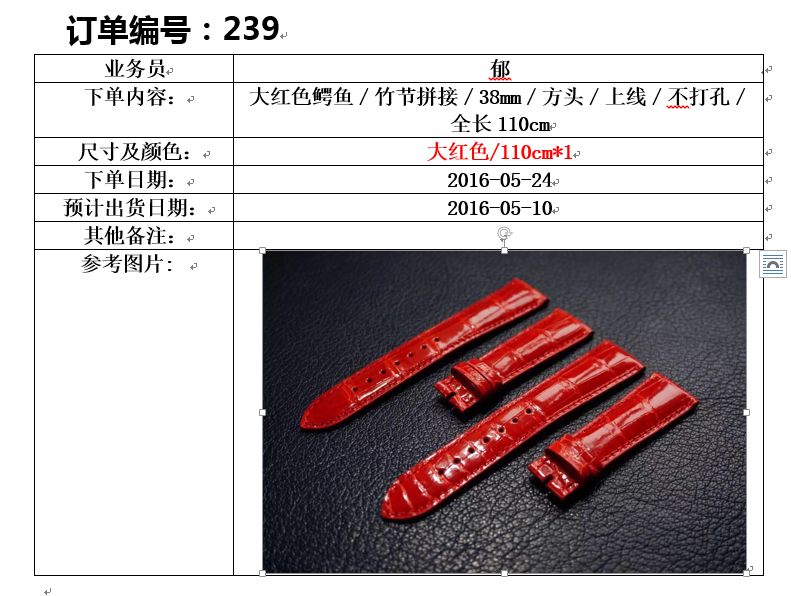 订单编号：239
业务员
郁
下单内容：
大红色鳄鱼／竹节拼接／38mm／方头／上线／不打孔／
全长 110cm
尺寸及颜色：
大红色/110cm*1
下单日期：
2016-05-24
预计出货日期：
2016-05-10
其他备注：
参考图片: